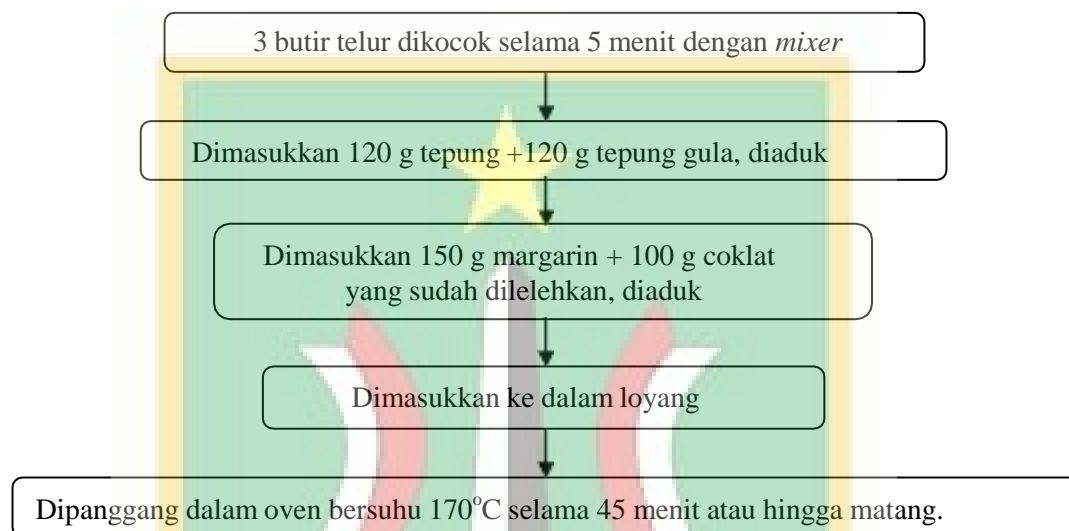 3 butir telur dikocok selama 5 menit dengan mixer
Dimasukkan 120 g tepung +120 g tepung gula, diaduk
Dimasukkan 150 g margarin + 100 g coklat
yang sudah dilelehkan, diaduk
Dimasukkan ke dalam loyang
Dipanggang dalam oven bersuhu 170°C selama 45 menit atau hingga matang.